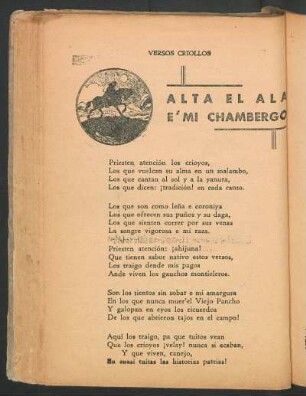 VERSOS CRIOLLOS
ALTA EL ALA
E' MI CHAMBERGO
Priesten atención los crioyos,
Los que vuelcan su alma en un malambo,
Los que cantan al sol y a la yanura,
Los que dicen: ¡tradición! en cada canto.
Los que son como leña e coroniya
Los que ofrecen sus puños y su daga,
Los que sienten correr por sus venas
La sangre vigorosa e mi raza.
Priesten atención: ¡ahijuna!...
Que tienen sabor nativo estos versos,
Los traigo dende mis pagos
Ande viven los gauchos montieleros.
Son los tientos sin sobar e mi amargura
En los que nunca muer'el Viejo Pancho
Y galopan en eyos los ricuerdos
De los que abtieron tajos en el campo!
Aquí los traigo, pa que tuitos vean
Que los crioyos ¡velay! nunca si acaban,
Y que viven, canejo,
En cuasi tuitas las historias patrias!